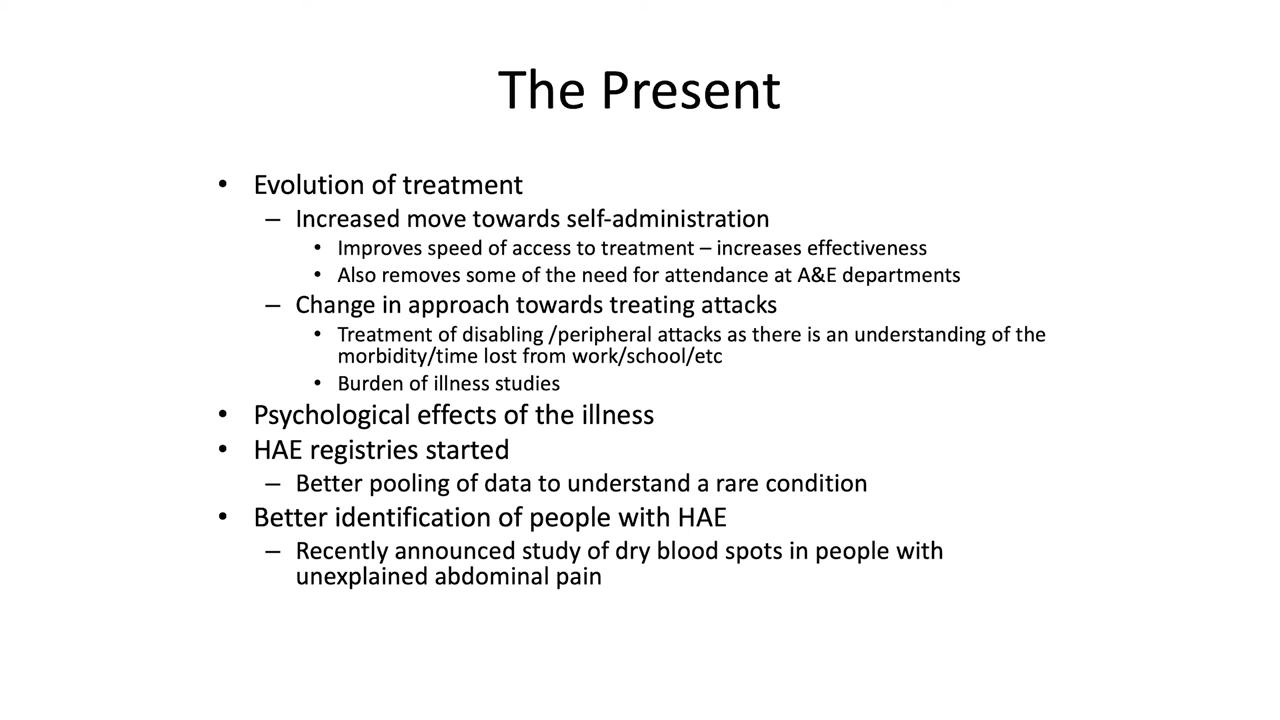 The Present
• Evolution of treatment
– Increased move towards self-administration
• Improves speed of access to treatment – increases effectiveness
• Also removes some of the need for attendance at A&E departments
– Change in approach towards treating attacks
• Treatment of disabling /peripheral attacks as there is an understanding of the
morbidity/time lost from work/school/etc
• Burden of illness studies
• Psychological effects of the illness
• HAE registries started
– Better pooling of data to understand a rare condition
• Better identification of people with HAE
– Recently announced study of dry blood spots in people with
unexplained abdominal pain